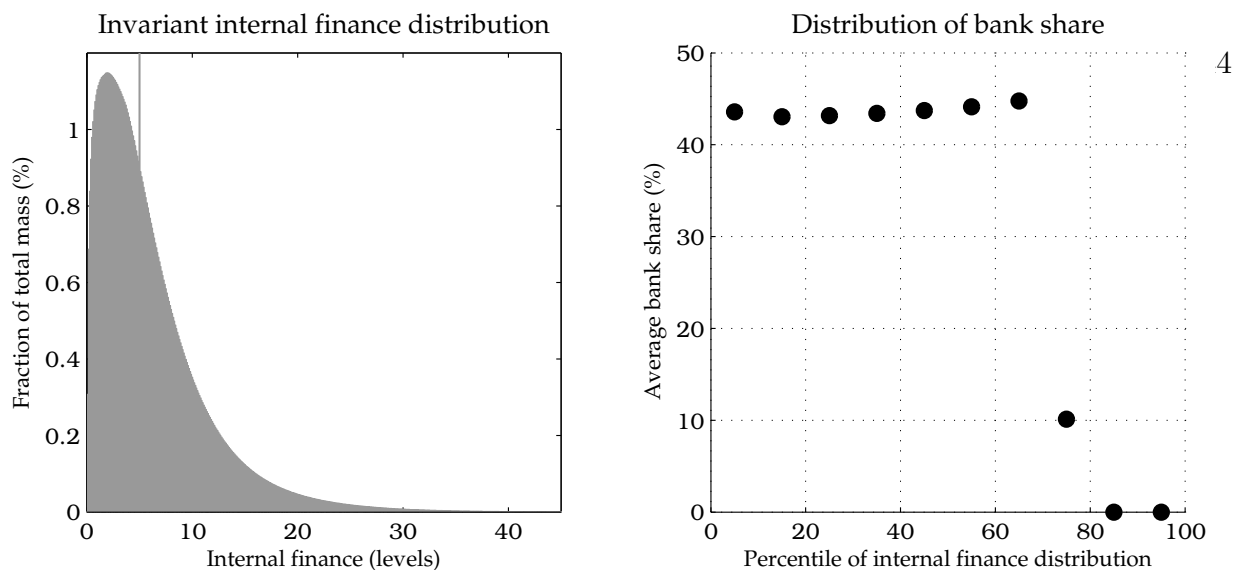 Invariant internal finance distribution
Fraction of total mass (%)
1
0.8
0.6
0.4
0.2
0
0 10 20 30 40
Internal finance (levels)
Distribution of bank share
Average bank share (%)
50
40
30
20
10
0
0 20 40 60 80 100
Percentile of internal finance distribution
4